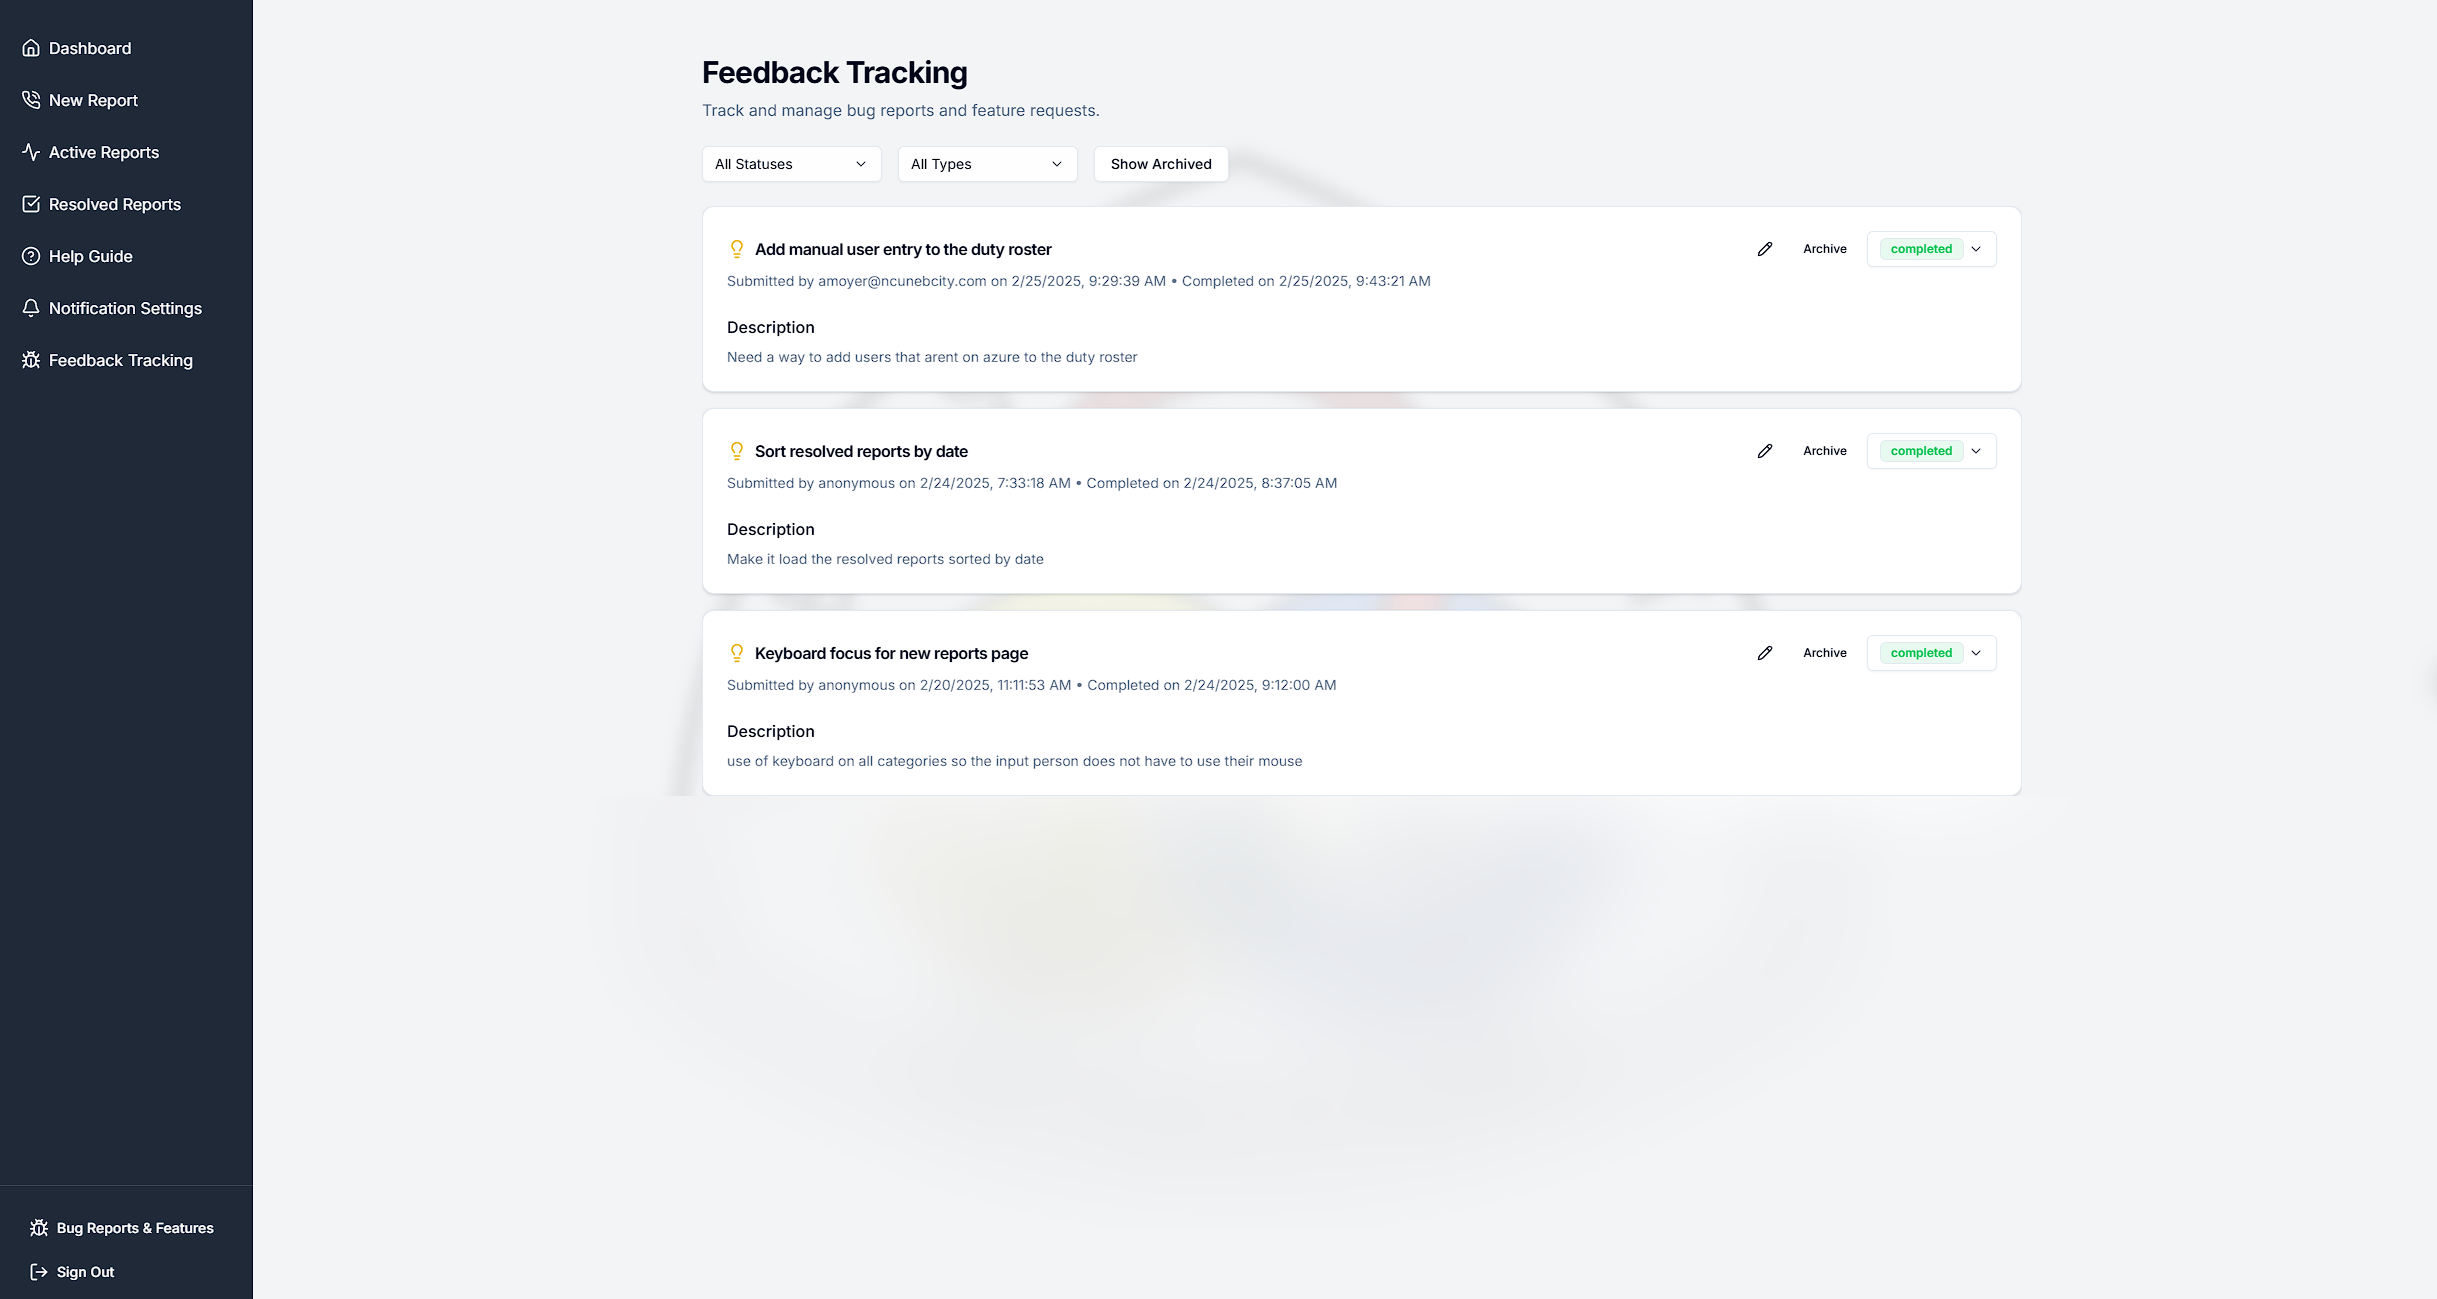 Dashboard
New Report
Active Reports
Resolved Reports
Help Guide
Notification Settings
Feedback Tracking
Bug Reports & Features
Sign Out
Feedback Tracking
Track and manage bug reports and feature requests.
All Statuses All Types Show Archived
Add manual user entry to the duty roster Archive completed
Submitted by amoyer@ncunebcity.com on 2/25/2025, 9:29:39 AM • Completed on 2/25/2025, 9:43:21 AM
Description
Need a way to add users that arent on azure to the duty roster
Sort resolved reports by date Archive completed
Submitted by anonymous on 2/24/2025, 7:33:18 AM • Completed on 2/24/2025, 8:37:05 AM
Description
Make it load the resolved reports sorted by date
Keyboard focus for new reports page Archive completed
Submitted by anonymous on 2/20/2025, 11:11:53 AM • Completed on 2/24/2025, 9:12:00 AM
Description
use of keyboard on all categories so the input person does not have to use their mouse